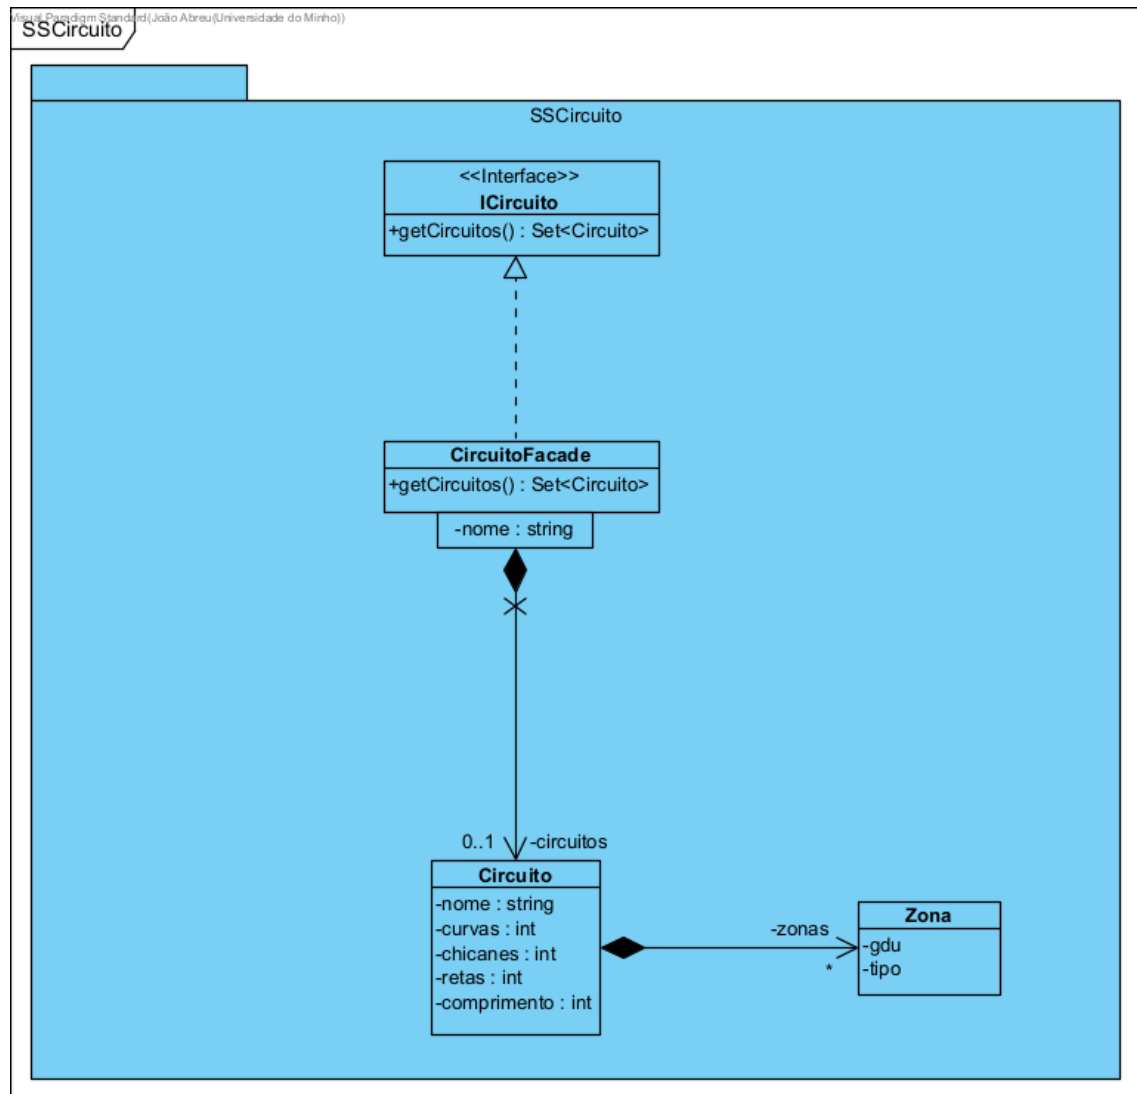 Visual Paradigm Standard(João Abreu(Universidade do Minho))
SSCircuito
SSCircuito
<<Interface>>
ICircuito
+getCircuitos() : Set<Circuito>
CircuitoFacade
+getCircuitos() : Set<Circuito>
-nome : string
0..1 -circuitos
Circuito
-nome : string
-curvas : int
-chicanes : int
-retas : int
-comprimento : int
-zonas
*
Zona
-gdu
-tipo